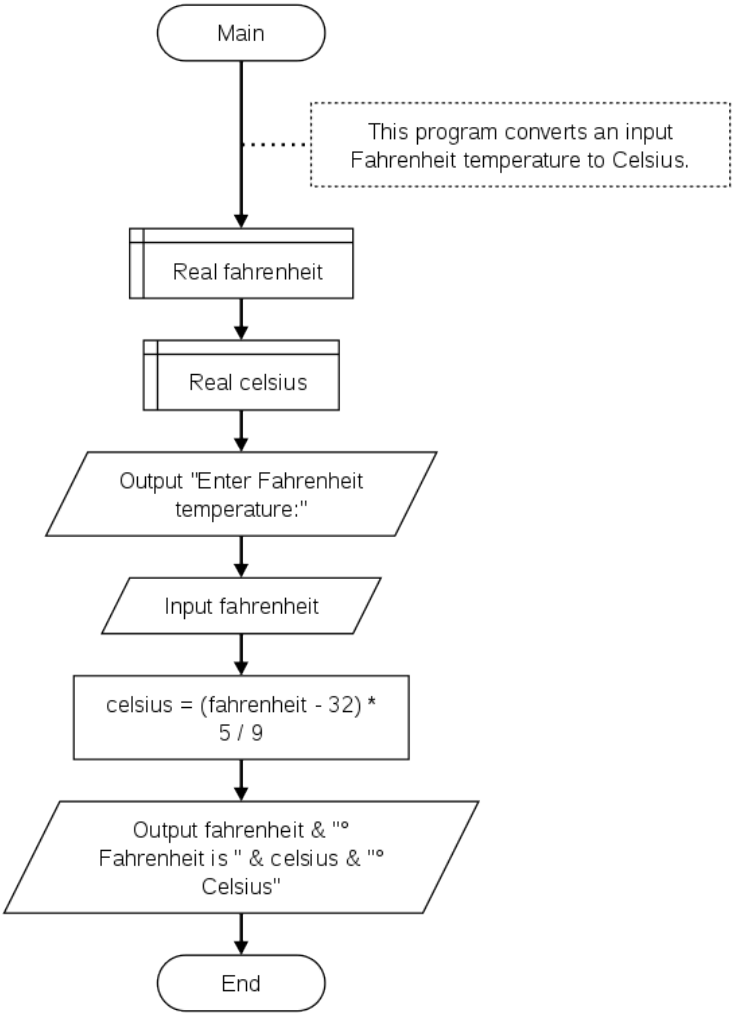 Main
This program converts an input
Fahrenheit temperature to Celsius.
Real fahrenheit
Real celsius
Output "Enter Fahrenheit
temperature:"
Input fahrenheit
celsius = (fahrenheit - 32) *
5 / 9
Output fahrenheit & "°
Fahrenheit is " & celsius & "°
Celsius"
End